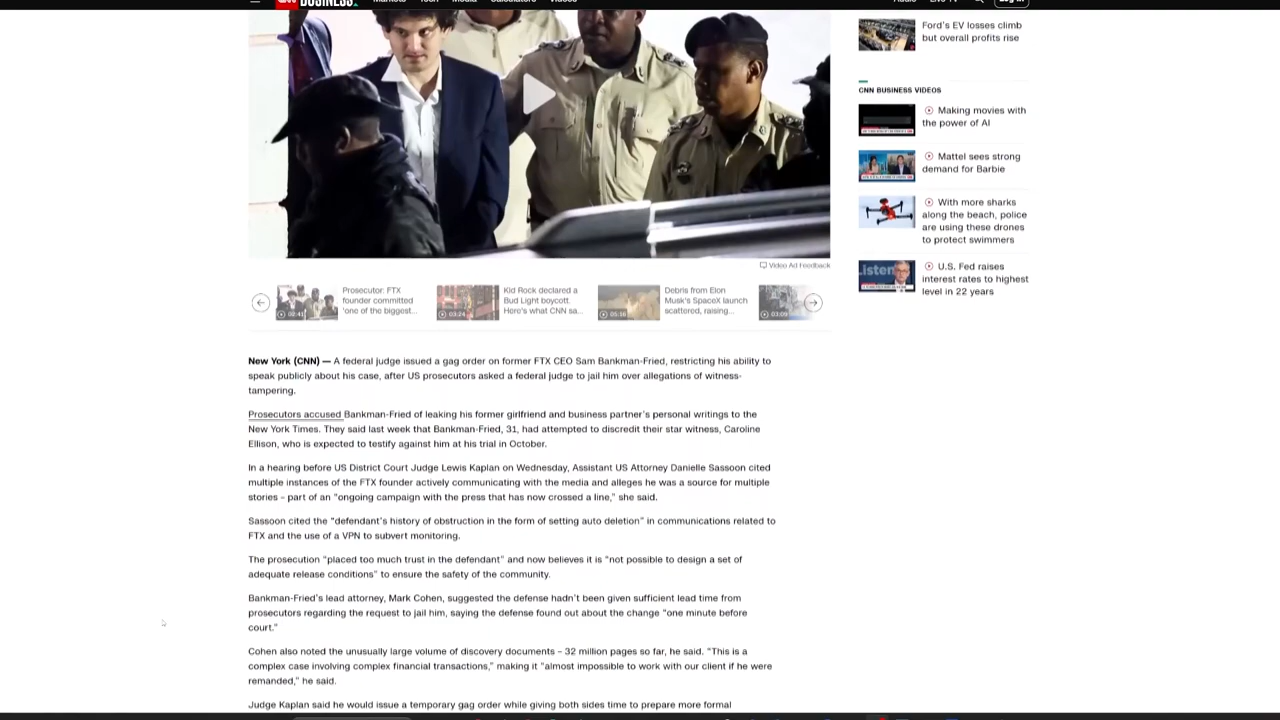 BUSINESS
Ford's EV losses climb
but overall profits rise
CNN BUSINESS VIDEOS
Making movies with
the power of AI
Mattel sees strong
demand for Barbie
With more sharks
along the beach, police
are using these drones
to protect swimmers
U.S. Fed raises
interest rates to highest
level in 22 years
Video Ad Feedback
Prosecutor: FTX
founder committed
'one of the biggest...
02:41
Kid Rock declared a
Bud Light boycott.
Here's what CNN sa...
03:24
Debris from Elon
Musk's SpaceX launch
scattered, raising...
03:09
New York (CNN) — A federal judge issued a gag order on former FTX CEO Sam Bankman-Fried, restricting his ability to
speak publicly about his case, after US prosecutors asked a federal judge to jail him over allegations of witness-
tampering.
Prosecutors accused Bankman-Fried of leaking his former girlfriend and business partner's personal writings to the
New York Times. They said last week that Bankman-Fried, 31, had attempted to discredit their star witness, Caroline
Ellison, who is expected to testify against him at his trial in October.
In a hearing before US District Court Judge Lewis Kaplan on Wednesday, Assistant US Attorney Danielle Sassoon cited
multiple instances of the FTX founder actively communicating with the media and alleges he was a source for multiple
stories – part of an "ongoing campaign with the press that has now crossed a line," she said.
Sassoon cited the "defendant's history of obstruction in the form of setting auto deletion" in communications related to
FTX and the use of a VPN to subvert monitoring.
The prosecution "placed too much trust in the defendant" and now believes it is "not possible to design a set of
adequate release conditions" to ensure the safety of the community.
Bankman-Fried's lead attorney, Mark Cohen, suggested the defense hadn't been given sufficient lead time from
prosecutors regarding the request to jail him, saying the defense found out about the change "one minute before
court."
Cohen also noted the unusually large volume of discovery documents – 32 million pages so far, he said. "This is a
complex case involving complex financial transactions," making it "almost impossible to work with our client if he were
remanded," he said.
Judge Kaplan said he would issue a temporary gag order while giving both sides time to prepare more formal